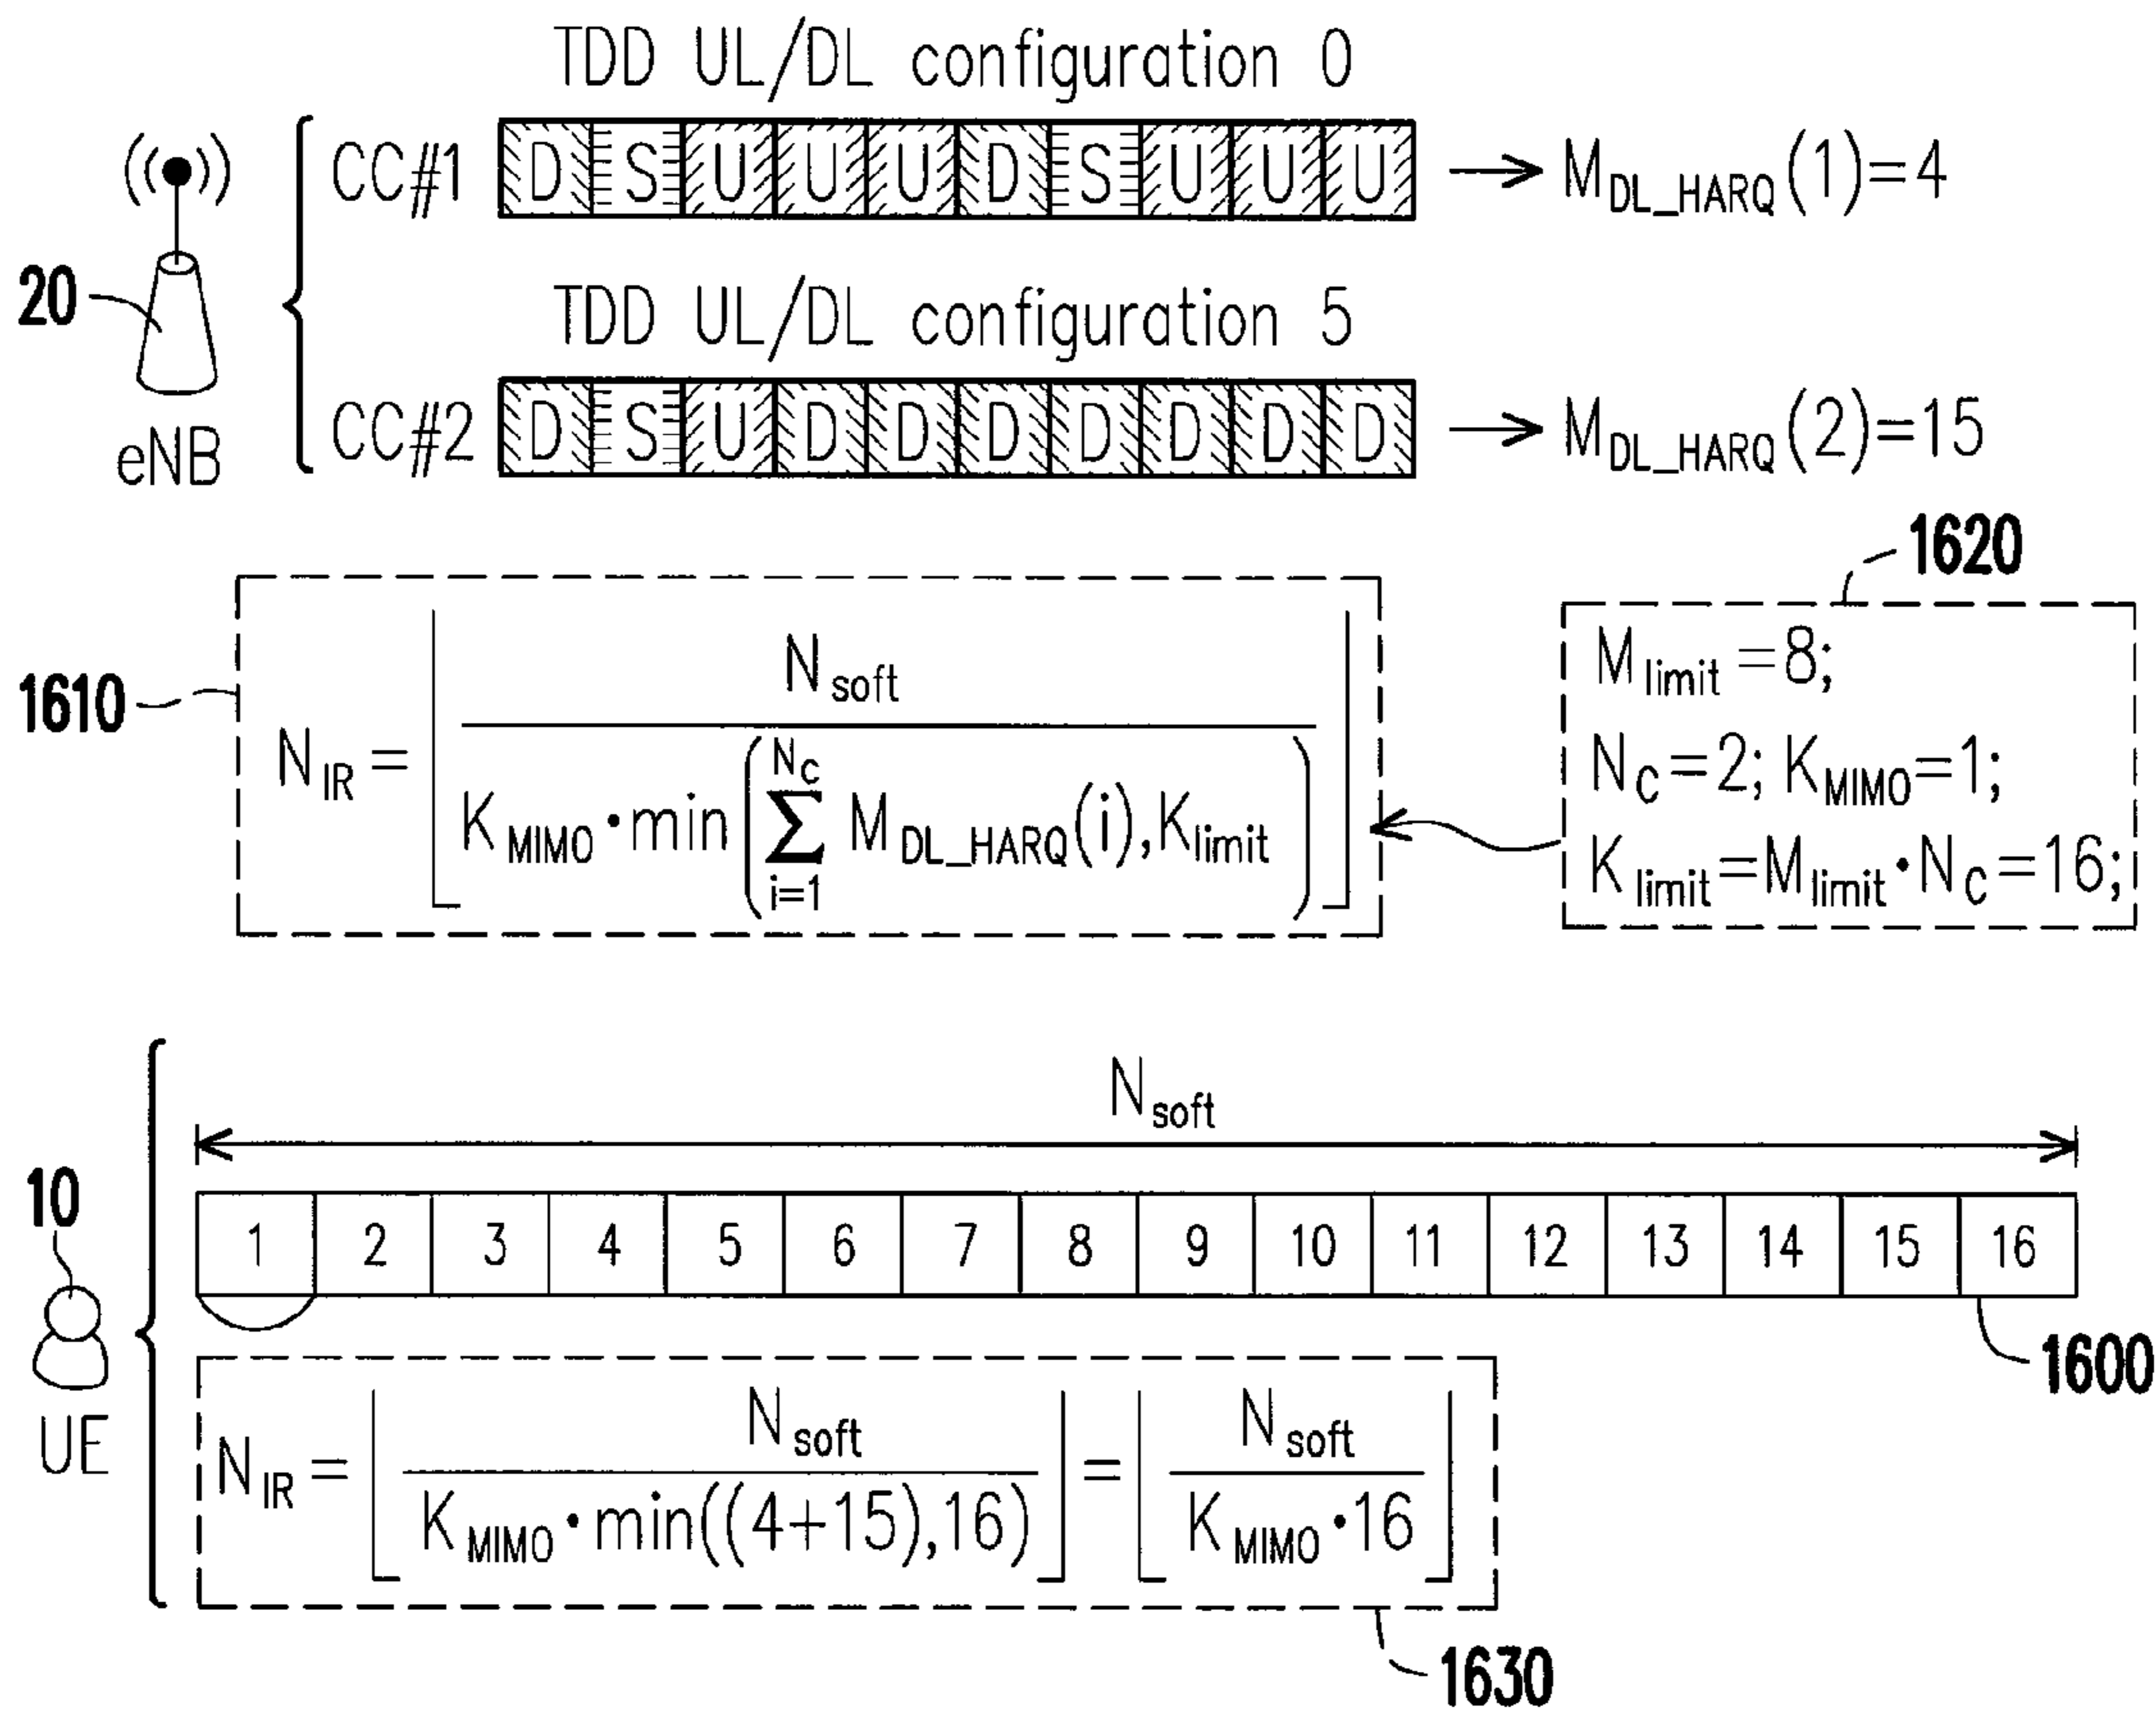 TDD UL/DL configuration 0
CC#1 D S U U U D S U U U M_DL_HARQ(1)=4
20
TDD UL/DL configuration 5
CC#2 D S U D D D D D D D M_DL_HARQ(2)=15
eNB
1620
1610
N_IR = ⌊ N_soft / K_MIMO · min( ∑_{i=1}^{N_C} M_DL_HARQ(i), K_limit ) ⌋
M_limit =8;
N_C=2; K_MIMO=1;
K_limit=M_limit·N_C=16;
N_soft
10
1 2 3 4 5 6 7 8 9 10 11 12 13 14 15 16
1600
UE
N_IR = ⌊ N_soft / K_MIMO · min((4+15),16) ⌋ = ⌊ N_soft / K_MIMO · 16 ⌋
1630